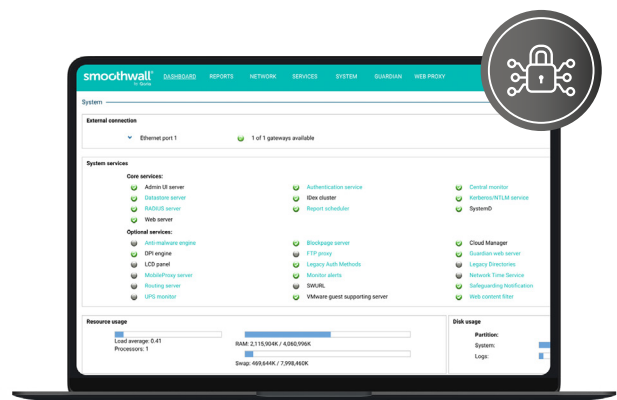 smoothwall®
by Qoria
DASHBOARD REPORTS NETWORK SERVICES SYSTEM GUARDIAN WEB PROXY
System
External connection
Ethernet port 1 1 of 1 gateways available
System services
Core services:
Admin UI server Authentication service Central monitor
Datastore server IDex cluster Kerberos/NTLM service
RADIUS server Report scheduler SystemD
Web server
Optional services:
Anti malware engine Blockpage server Cloud Manager
DPI engine FTP proxy Guardian web server
LCD panel Legacy Auth Methods Legacy Directories
MobileProxy server Monitor alerts Network Time Service
Routing server SWURL Safeguarding Notification
UPS monitor VMware guest supporting server Web content filter
Resource usage Disk usage
Load average: 0.41
Processors: 1
RAM: 2,115,904K / 4,060,996K
Swap: 469,644K / 7,998,460K
Partition:
System:
Logs: